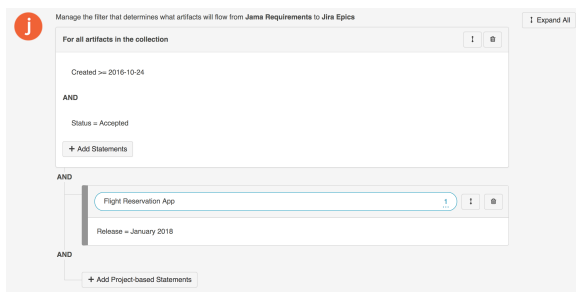 j
Manage the filter that determines what artifacts will flow from Jama Requirements to Jira Epics
Expand All
For all artifacts in the collection
Created >= 2016-10-24
AND
Status = Accepted
+ Add Statements
AND
Flight Reservation App 1
Release = January 2018
AND
+ Add Project-based Statements